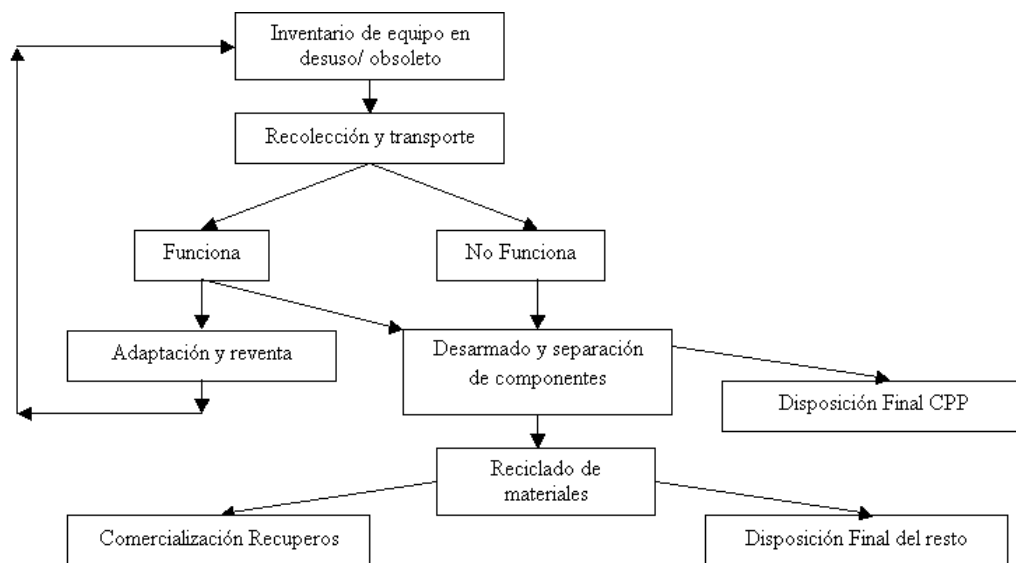 Inventario de equipo en
desuso/ obsoleto
Recolección y transporte
Funciona
No Funciona
Adaptación y reventa
Desarmado y separación
de componentes
Disposición Final CPP
Reciclado de
materiales
Comercialización Recuperos
Disposición Final del resto